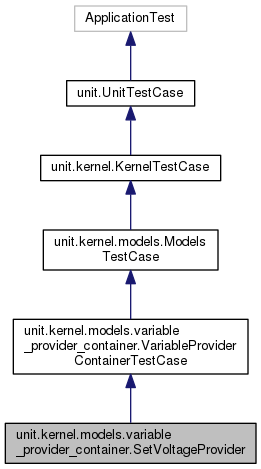 ApplicationTest
unit.UnitTestCase
unit.kernel.KernelTestCase
unit.kernel.models.Models
TestCase
unit.kernel.models.variable
_provider_container.VariableProvider
ContainerTestCase
unit.kernel.models.variable
_provider_container.SetVoltageProvider